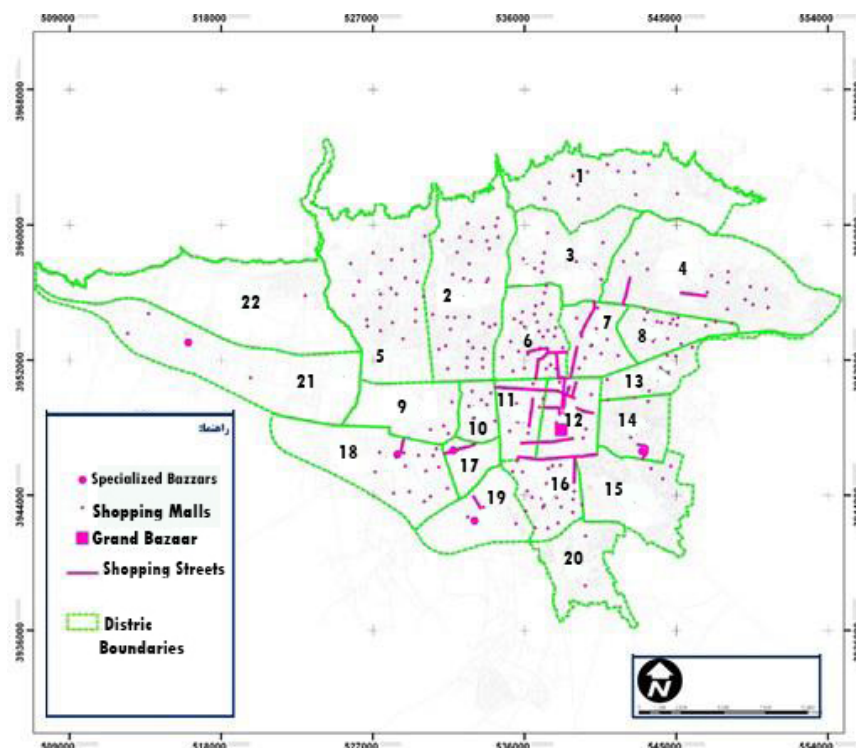 509000 518000 527000 536000 545000 554000
3968000
3960000
3952000
3944000
3936000
1
3
4
2
22
7
6
8
5
21
13
9
11
12
14
10
18
17
16
15
19
20
راهنما:
Specialized Bazzars
Shopping Malls
Grand Bazaar
Shopping Streets
Distric
Boundaries
N
509000 518000 527000 536000 545000 554000